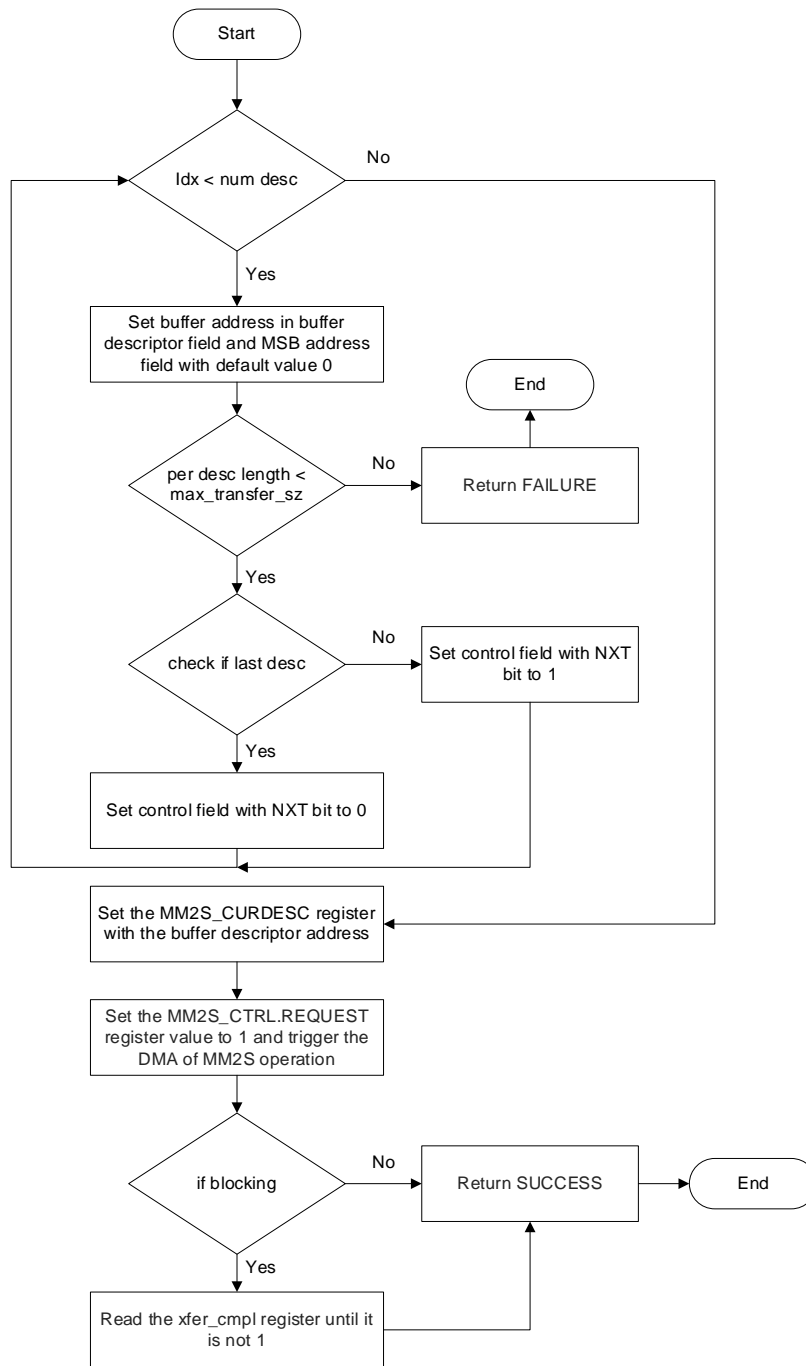 Start
Idx < num desc
No
Yes
Set buffer address in buffer
descriptor field and MSB address
field with default value 0
End
per desc length <
max_transfer_sz
No
Return FAILURE
Yes
check if last desc
No
Set control field with NXT
bit to 1
Yes
Set control field with NXT bit to 0
Set the MM2S_CURDESC register
with the buffer descriptor address
Set the MM2S_CTRL.REQUEST
register value to 1 and trigger the
DMA of MM2S operation
if blocking
No
Return SUCCESS
End
Yes
Read the xfer_cmpl register until it
is not 1